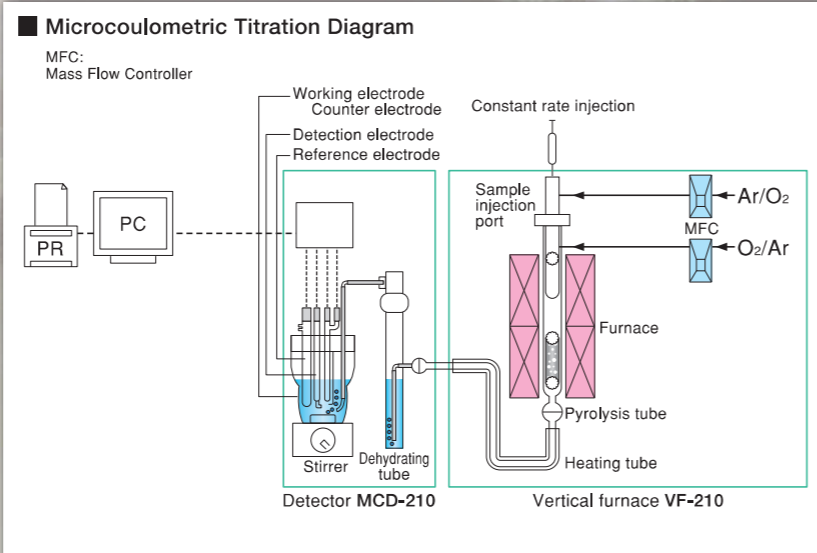 ■ Microcoulometric Titration Diagram
MFC:
Mass Flow Controller
Working electrode
Counter electrode
Detection electrode
Reference electrode
Constant rate injection
Sample
injection
port
Ar/O₂
MFC
O₂/Ar
PR
PC
Furnace
Pyrolysis tube
Heating tube
Stirrer
Dehydrating
tube
Detector MCD-210
Vertical furnace VF-210